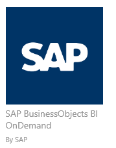 SAP
SAP BusinessObjects BI
OnDemand
By SAP